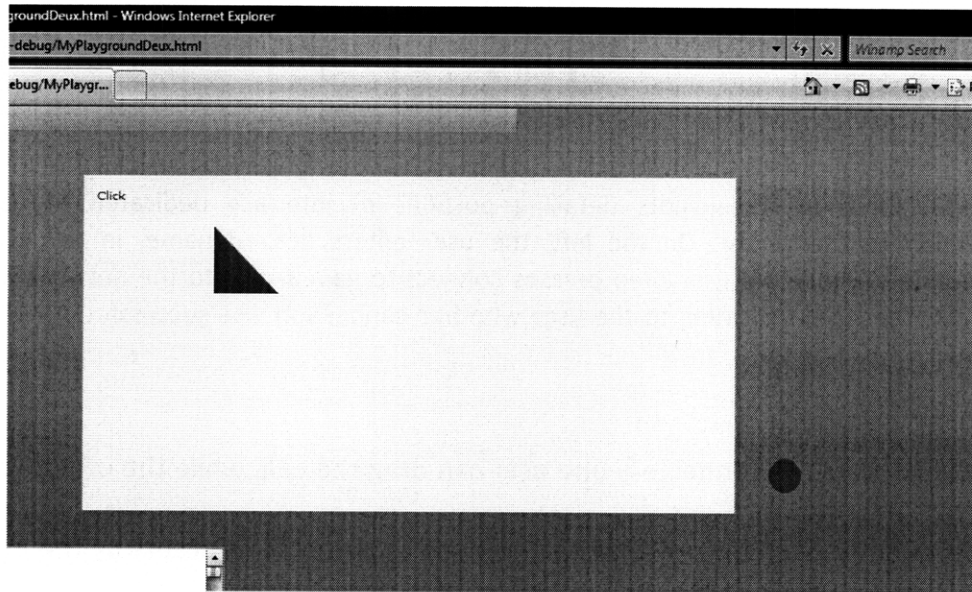 groundDeux.html - Windows Internet Explorer
-debug/MyPlaygroundDeux.html
Winamp Search
ebug/MyPlaygr...
Click